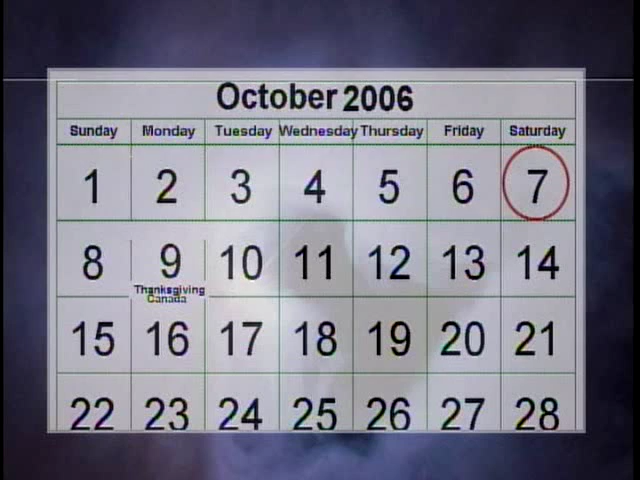 October 2006
Sunday Monday Tuesday Wednesday Thursday Friday Saturday
1 2 3 4 5 6 7
8 9 10 11 12 13 14
Thanksgiving
Canada
15 16 17 18 19 20 21
22 23 24 25 26 27 28